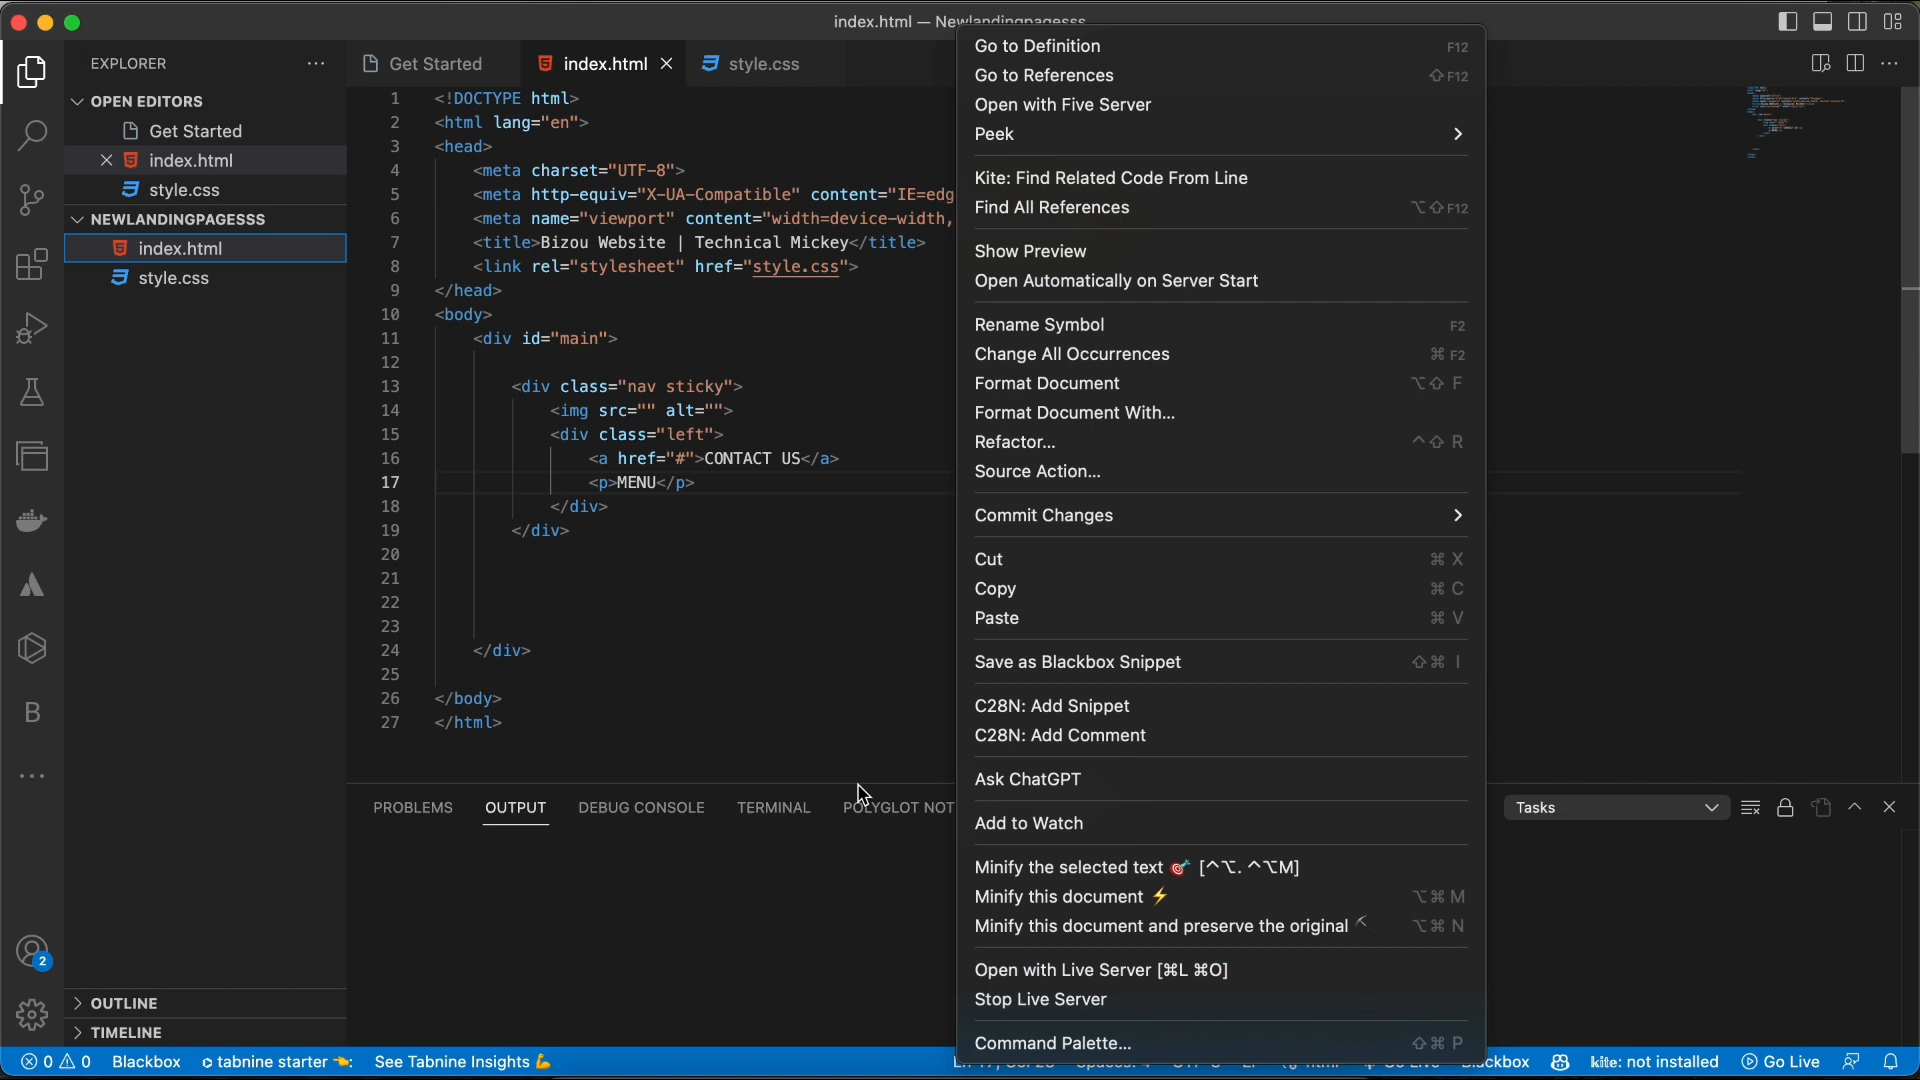 index.html — Newlandingpagesss
EXPLORER
OPEN EDITORS
Get Started
index.html
style.css
NEWLANDINGPAGESSS
index.html
style.css
OUTLINE
TIMELINE
2
B
Get Started
index.html
style.css
1 <!DOCTYPE html>
2 <html lang="en">
3 <head>
4 <meta charset="UTF-8">
5 <meta http-equiv="X-UA-Compatible" content="IE=edg
6 <meta name="viewport" content="width=device-width,
7 <title>Bizou Website | Technical Mickey</title>
8 <link rel="stylesheet" href="style.css">
9 </head>
10 <body>
11 <div id="main">
12
13 <div class="nav sticky">
14 <img src="" alt="">
15 <div class="left">
16 <a href="#">CONTACT US</a>
17 <p>MENU</p>
18 </div>
19 </div>
20
21
22
23
24 </div>
25
26 </body>
27 </html>
PROBLEMS OUTPUT DEBUG CONSOLE TERMINAL POLYGLOT NOT
Tasks
Go to Definition F12
Go to References ⇧F12
Open with Five Server
Peek
Kite: Find Related Code From Line
Find All References ⌥⇧F12
Show Preview
Open Automatically on Server Start
Rename Symbol F2
Change All Occurrences ⌘F2
Format Document ⌥⇧F
Format Document With...
Refactor... ^⇧R
Source Action...
Commit Changes
Cut ⌘X
Copy ⌘C
Paste ⌘V
Save as Blackbox Snippet ⇧⌘I
C28N: Add Snippet
C28N: Add Comment
Ask ChatGPT
Add to Watch
Minify the selected text 🎯 [^⌥. ^⌥M]
Minify this document ⚡ ⌥⌘M
Minify this document and preserve the original ⛏ ⌥⌘N
Open with Live Server [⌘L ⌘O]
Stop Live Server
Command Palette... ⇧⌘P
0 0 Blackbox tabnine starter 👈: See Tabnine Insights 💪 ckbox kite: not installed Go Live